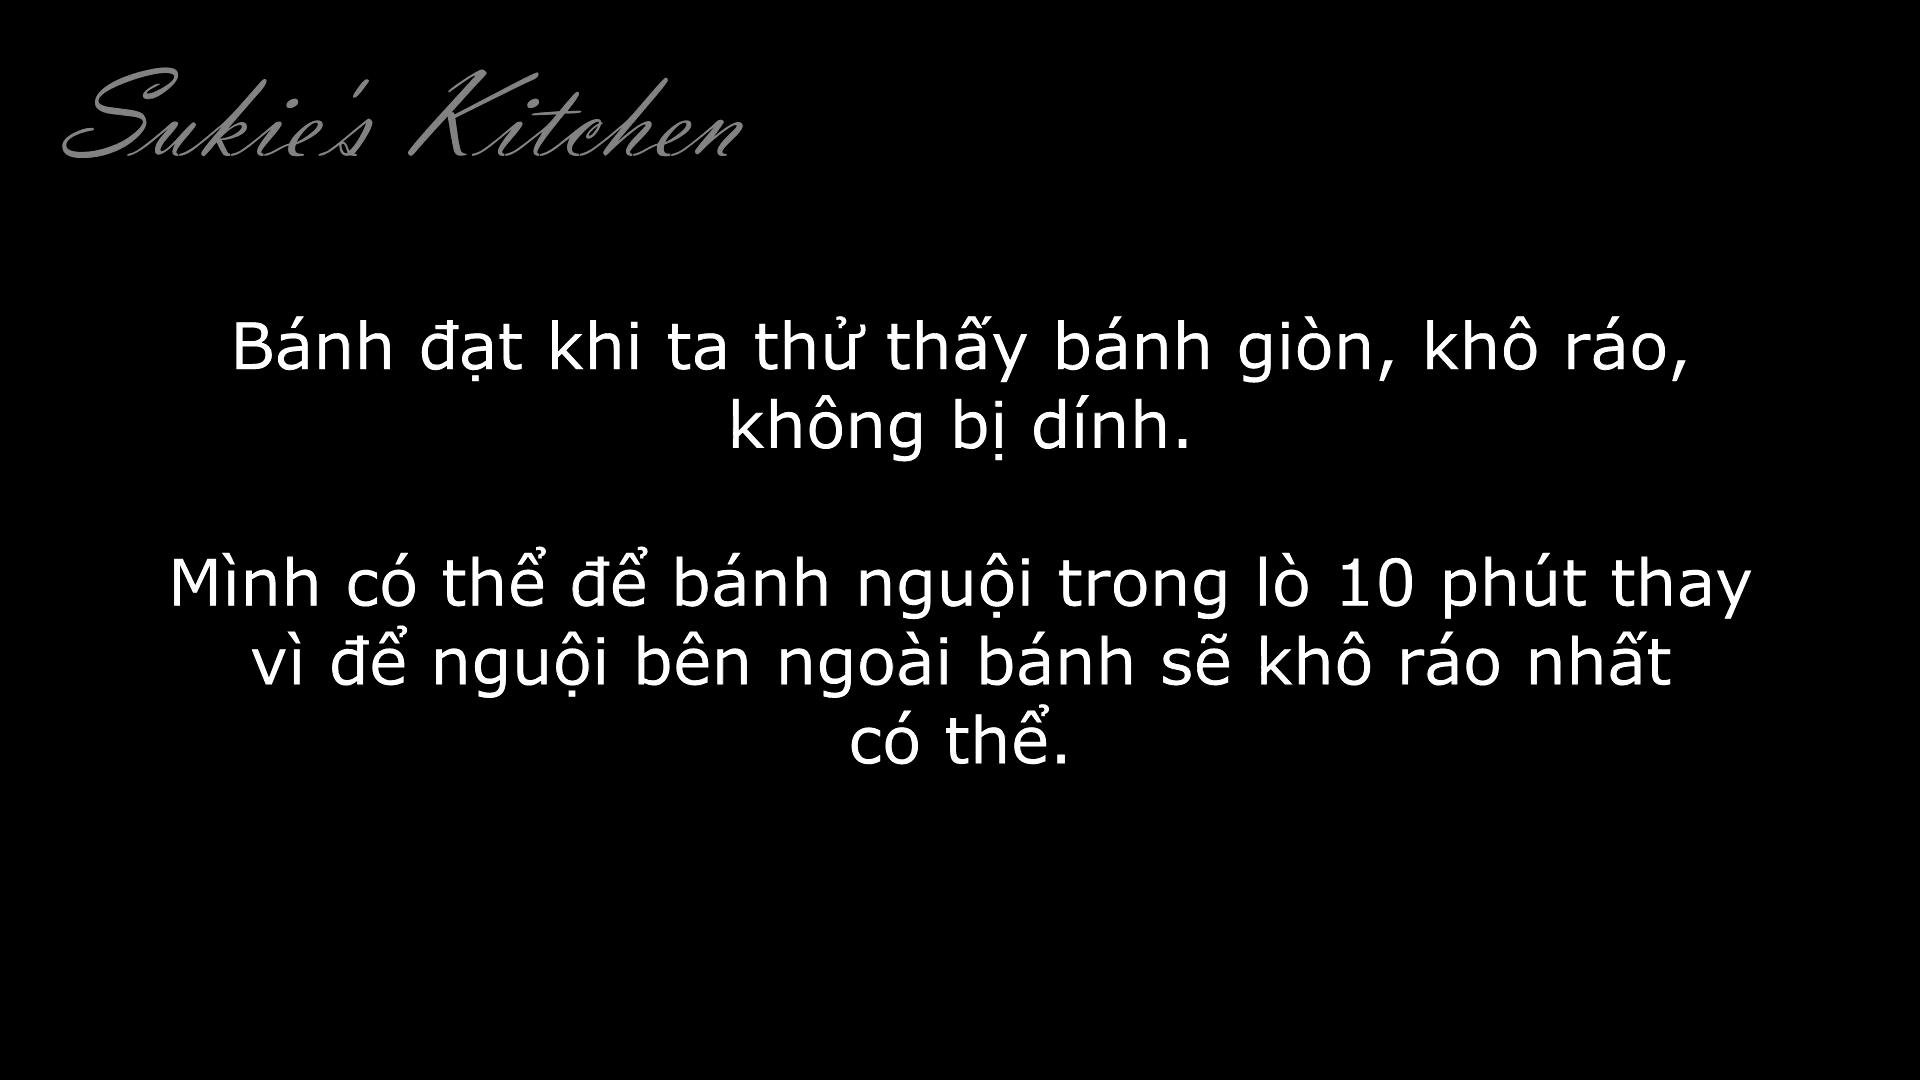 Sukie's Kitchen
Bánh đạt khi ta thử thấy bánh giòn, khô ráo,
không bị dính.
Mình có thể để bánh nguội trong lò 10 phút thay
vì để nguội bên ngoài bánh sẽ khô ráo nhất
có thể.